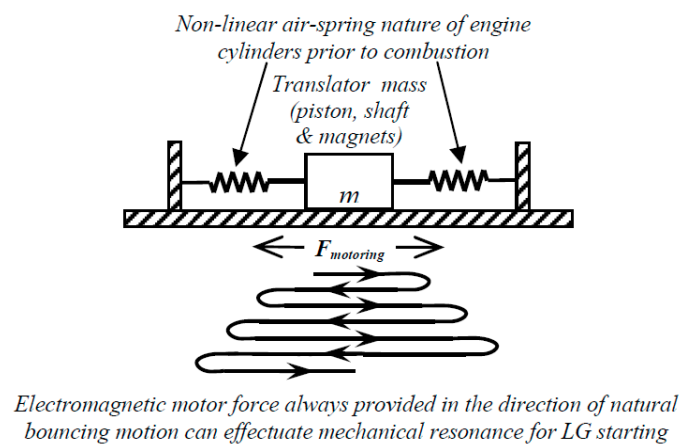 Non-linear air-spring nature of engine
cylinders prior to combustion
Translator mass
(piston, shaft
& magnets)
m
F motoring
Electromagnetic motor force always provided in the direction of natural
bouncing motion can effectuate mechanical resonance for LG starting